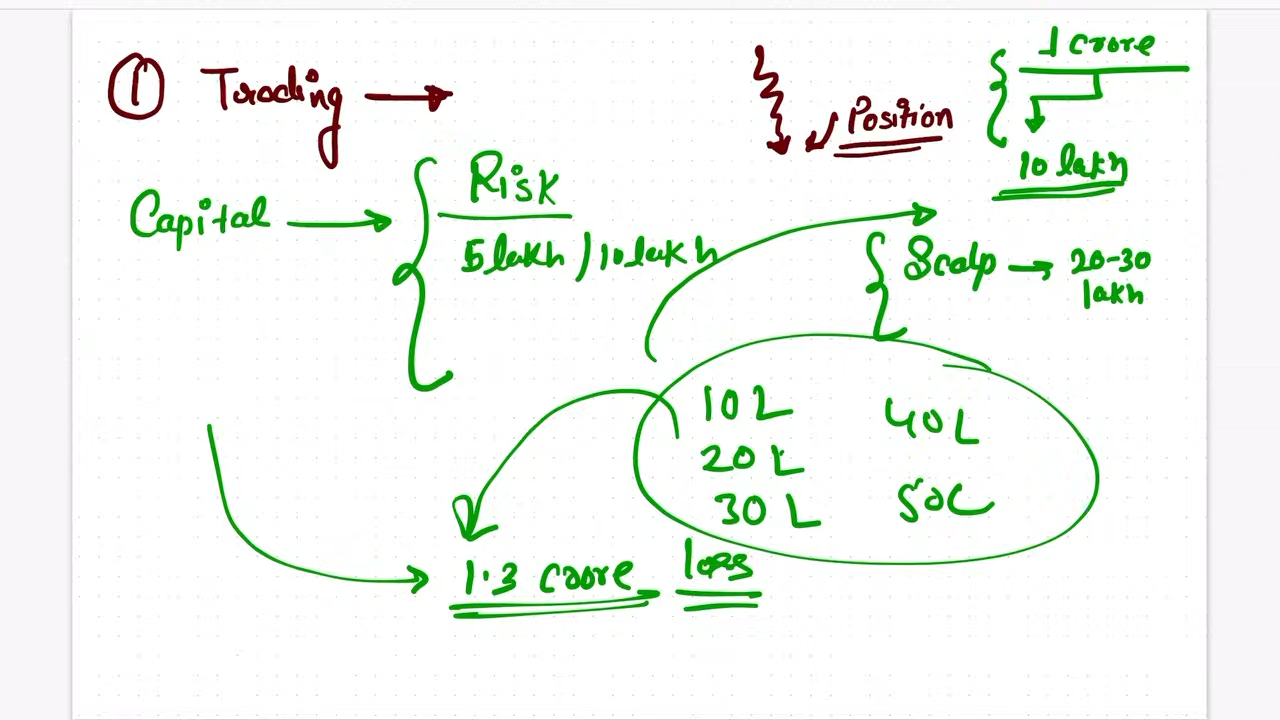 ① Trading →
Position
1 crore
10 lakh
Capital →
Risk
5 lakh / 10 lakh
Scalp → 20-30
lakh
10 L
40 L
20 L
30 L
50L
1.3 crore loss